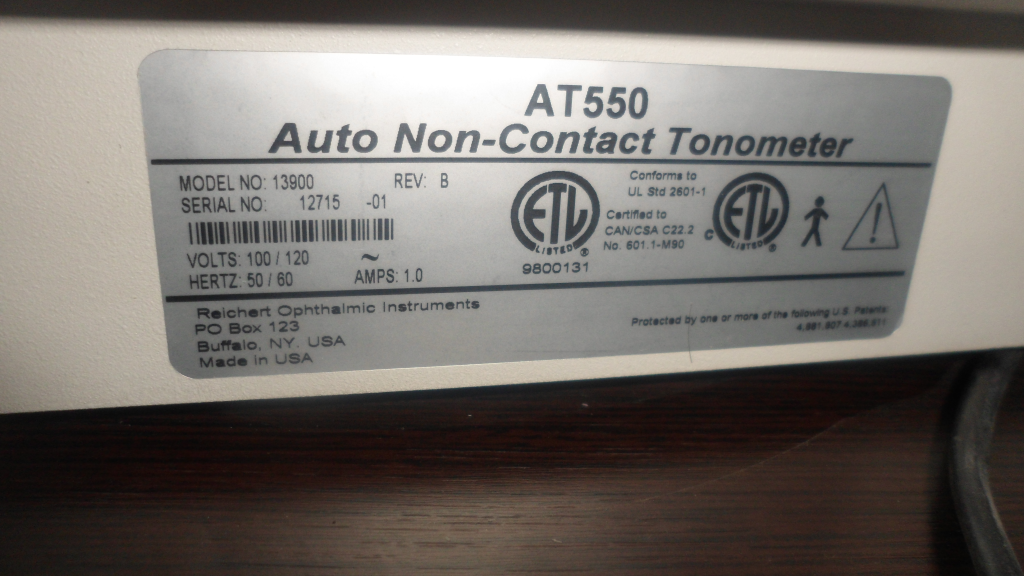 AT550
Auto Non-Contact Tonometer
MODEL NO: 13900 REV: B
SERIAL NO: 12715 -01
VOLTS: 100 / 120 ~
HERTZ: 50 / 60 AMPS: 1.0
ETL
LISTED
®
9800131
Conforms to
UL Std 2601-1
Certified to
CAN/CSA C22.2
No. 601.1-M90
c
ETL
LISTED
®
!
Reichert Ophthalmic Instruments
PO Box 123
Buffalo, NY. USA
Made in USA
Protected by one or more of the following U.S. Patents: